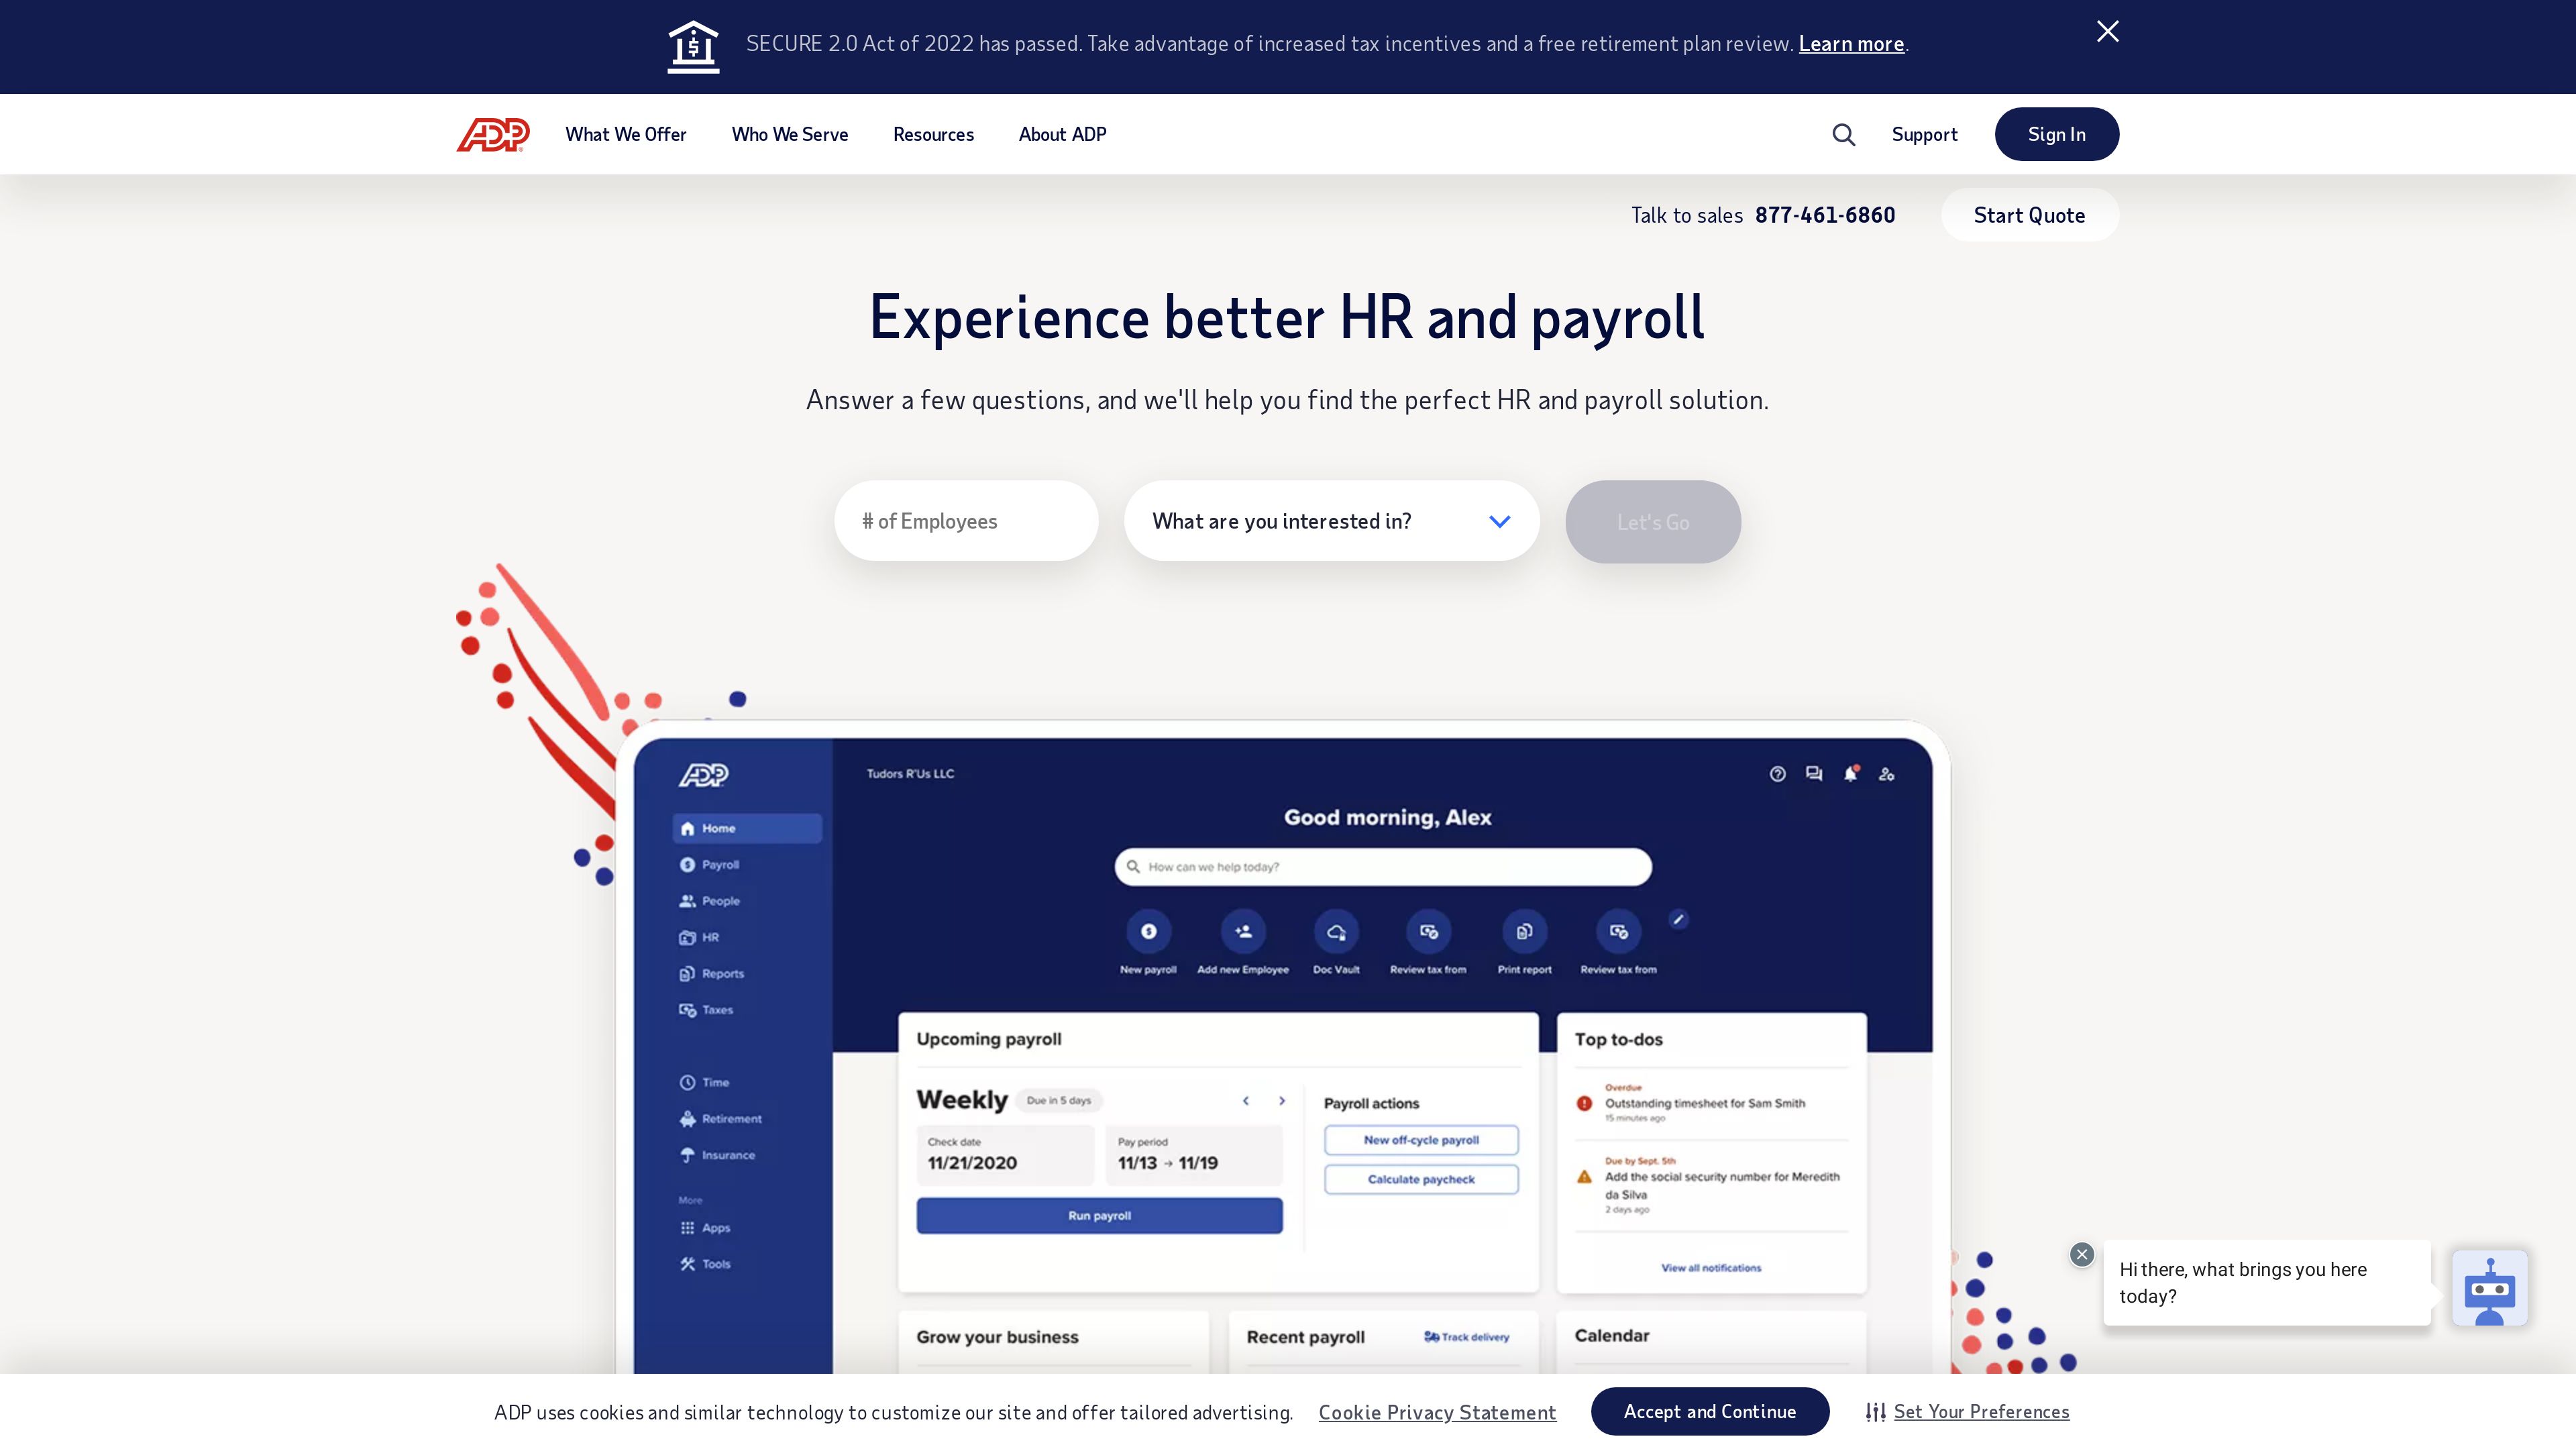 SECURE 2.0 Act of 2022 has passed. Take advantage of increased tax incentives and a free retirement plan review. Learn more.
ADP
What We Offer
Who We Serve
Resources
About ADP
Support
Sign In
Talk to sales 877-461-6860
Start Quote
Experience better HR and payroll
Answer a few questions, and we'll help you find the perfect HR and payroll solution.
# of Employees
What are you interested in?
Let's Go
ADP
Home
Payroll
People
HR
Reports
Taxes
Time
Retirement
Insurance
More
Apps
Tools
Tudors R'Us LLC
Good morning, Alex
How can we help today?
New payroll
Add new Employee
Doc Vault
Review tax from
Print report
Review tax from
Upcoming payroll
Weekly
Due in 5 days
Check date
11/21/2020
Pay period
11/13 → 11/19
Run payroll
Payroll actions
New off-cycle payroll
Calculate paycheck
Top to-dos
Overdue
Outstanding timesheet for Sam Smith
15 minutes ago
Due by Sept. 5th
Add the social security number for Meredith
da Silva
2 days ago
View all notifications
Grow your business
Recent payroll
Track delivery
Calendar
Hi there, what brings you here
today?
ADP uses cookies and similar technology to customize our site and offer tailored advertising.
Cookie Privacy Statement
Accept and Continue
Set Your Preferences